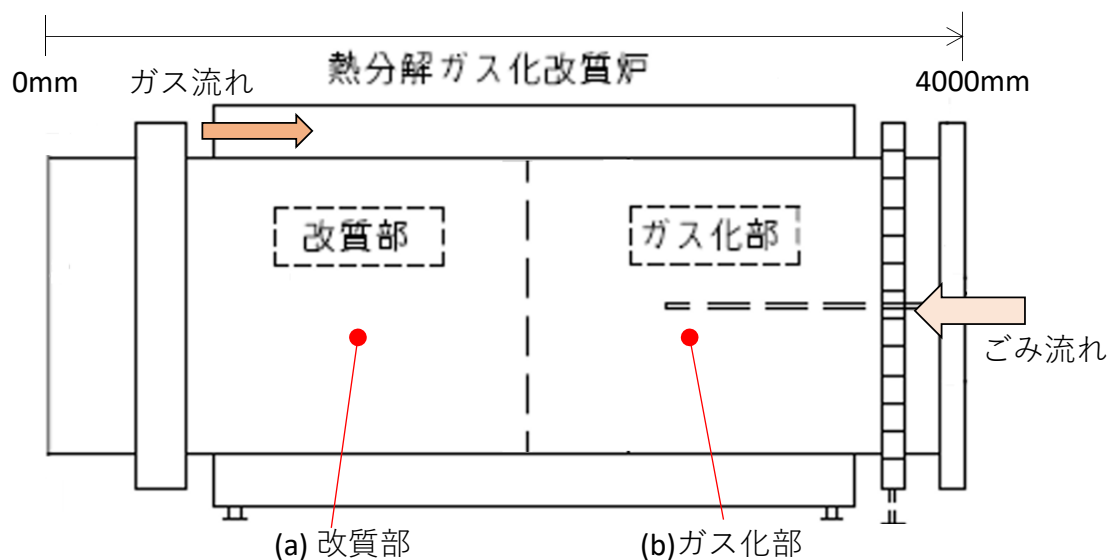 熱分解ガス化改質炉
0mm
ガス流れ
4000mm
改質部
ガス化部
ごみ流れ
(a) 改質部
(b)ガス化部